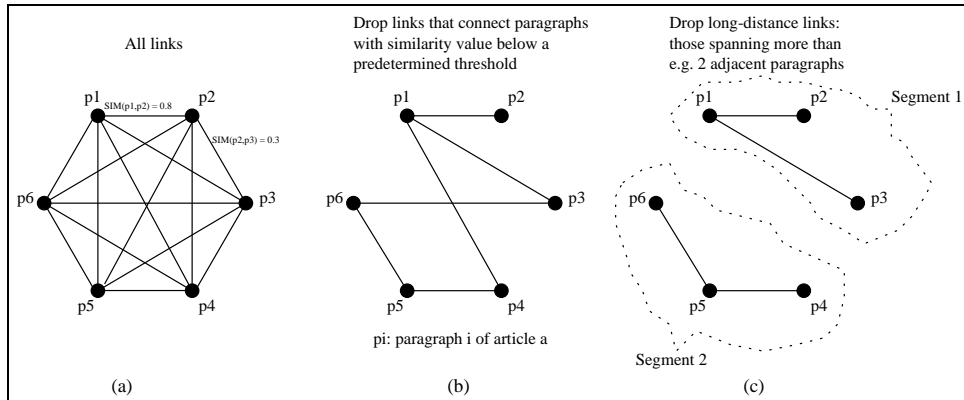 All links
p1
p2
SIM(p1,p2) = 0.8
SIM(p2,p3) = 0.3
p6
p3
p5
p4
(a)
Drop links that connect paragraphs
with similarity value below a
predetermined threshold
p1
p2
p6
p3
p5
p4
pi: paragraph i of article a
(b)
Drop long-distance links:
those spanning more than
e.g. 2 adjacent paragraphs
p1
p2
Segment 1
p6
p3
p5
p4
Segment 2
(c)